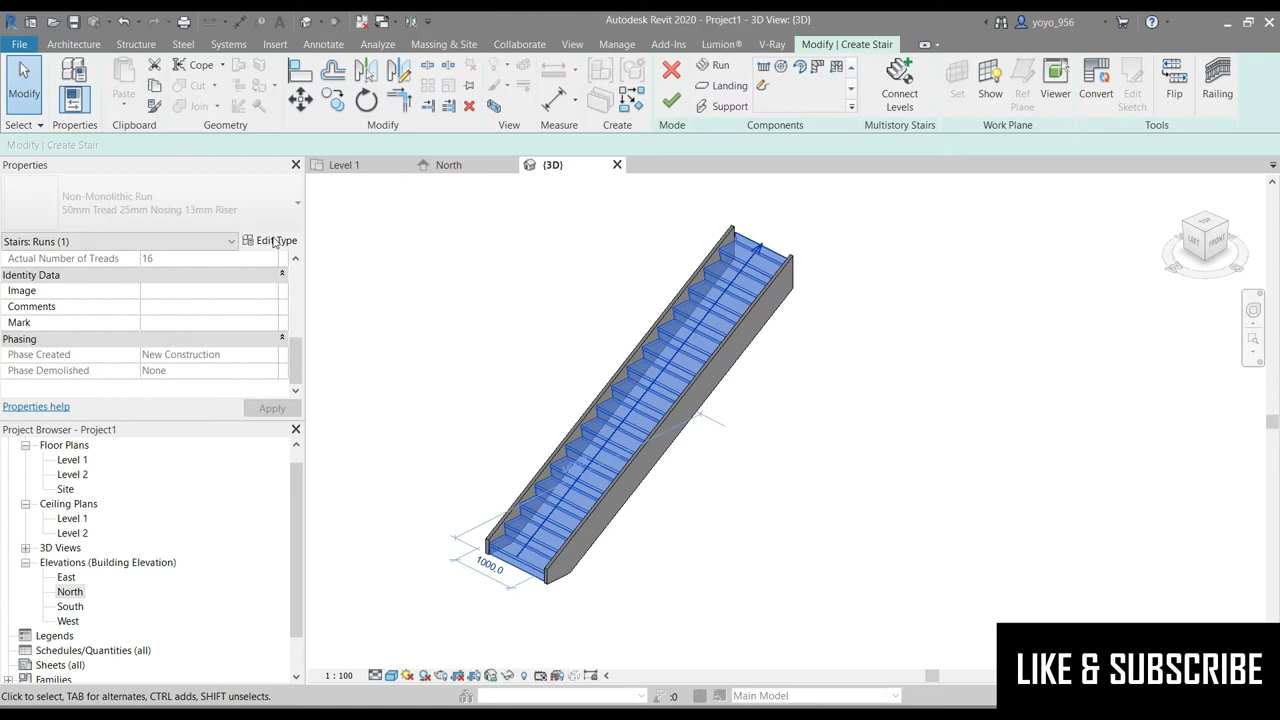 Autodesk Revit 2020 - Project1 - 3D View: {3D}
yoyo_956
File Architecture Structure Steel Systems Insert Annotate Analyze Massing & Site Collaborate View Manage Add-Ins Lumion® V-Ray Modify | Create Stair
Modify
Paste
Cope
Cut
Join
Run
Landing
Support
Connect
Levels
Set
Show
Ref
Plane
Viewer
Convert
Edit
Sketch
Flip
Railing
Select Properties Clipboard Geometry Modify View Measure Create Mode Components Multistory Stairs Work Plane Tools
Modify | Create Stair
Properties
Level 1
North
{3D}
Non-Monolithic Run
50mm Tread 25mm Nosing 13mm Riser
Stairs: Runs (1)
Edit Type
Actual Number of Treads 16
Identity Data
Image
Comments
Mark
Phasing
Phase Created New Construction
Phase Demolished None
Properties help
Apply
Project Browser - Project1
Floor Plans
Level 1
Level 2
Site
Ceiling Plans
Level 1
Level 2
3D Views
Elevations (Building Elevation)
East
North
South
West
Legends
Schedules/Quantities (all)
Sheets (all)
Families
TOP
LEFT
FRONT
1000.0
1 : 100
Click to select, TAB for alternates, CTRL adds, SHIFT unselects.
:0
Main Model
LIKE & SUBSCRIBE